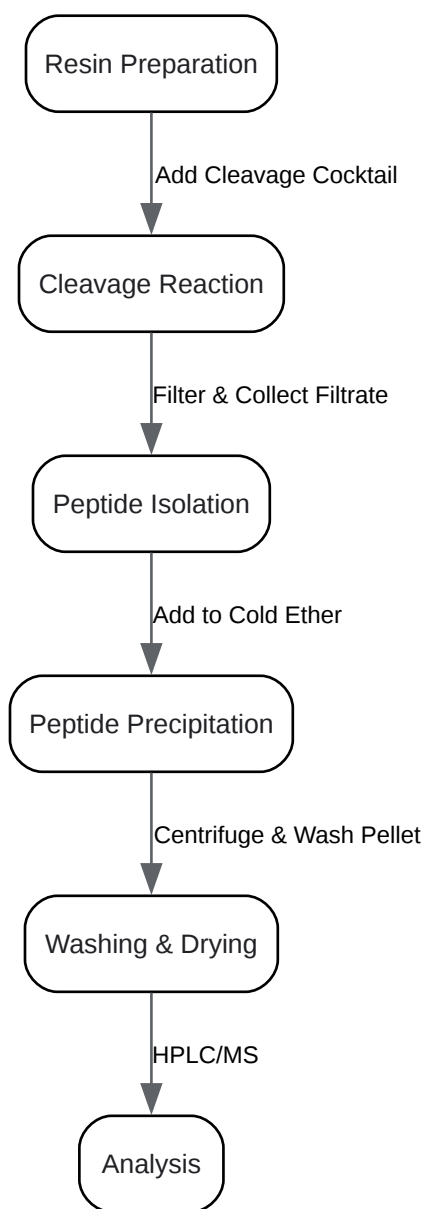 Resin Preparation
Add Cleavage Cocktail
Cleavage Reaction
Filter & Collect Filtrate
Peptide Isolation
Add to Cold Ether
Peptide Precipitation
Centrifuge & Wash Pellet
Washing & Drying
HPLC/MS
Analysis